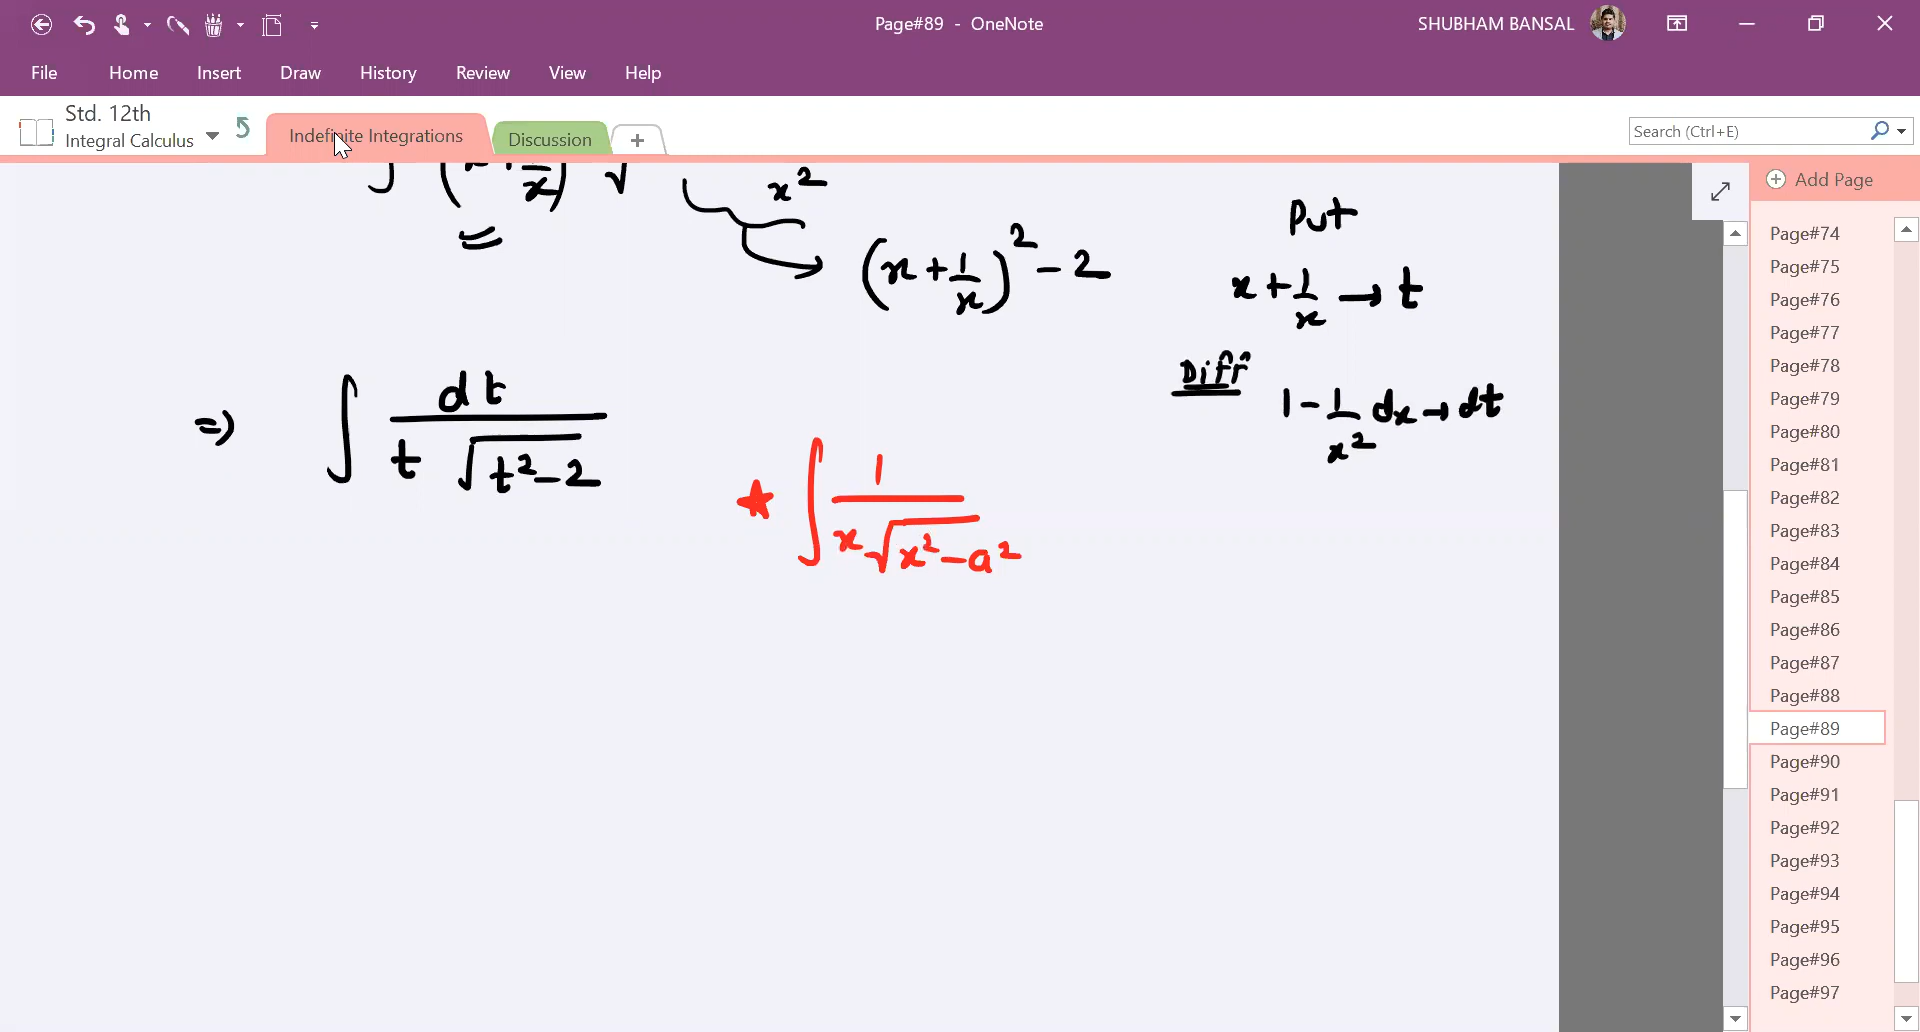 Page#89 - OneNote
SHUBHAM BANSAL
File Home Insert Draw History Review View Help
Std. 12th
Integral Calculus
Indefinite Integrations
Discussion
+
Search (Ctrl+E)
Add Page
Page#74
Page#75
Page#76
Page#77
Page#78
Page#79
Page#80
Page#81
Page#82
Page#83
Page#84
Page#85
Page#86
Page#87
Page#88
Page#89
Page#90
Page#91
Page#92
Page#93
Page#94
Page#95
Page#96
Page#97
x²
(x + 1/x)² - 2
Put
x + 1/x → t
Diff
1 - 1/x² dx → dt
=> ∫ dt / t √(t² - 2)
★ ∫ 1 / x √(x² - a²)